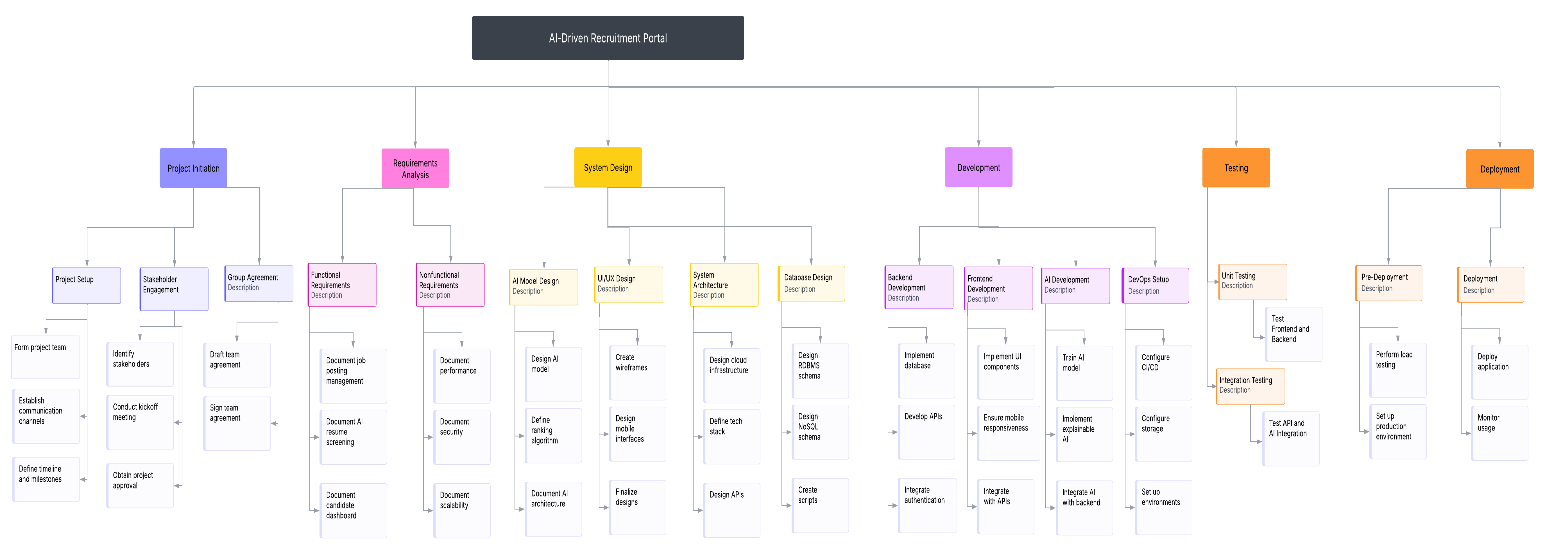 AI-Driven Recruitment Portal
Project Initiation
Requirements
Analysis
System Design
Development
Testing
Deployment
Project Setup
Stakeholder
Engagement
Group Agreement
Description
Functional
Requirements
Description
Nonfunctional
Requirements
Description
AI Model Design
Description
UI/UX Design
Description
System
Architecture
Description
Database Design
Description
Backend
Development
Description
Frontend
Development
Description
AI Development
Description
DevOps Setup
Description
Unit Testing
Description
Pre-Deployment
Description
Deployment
Description
Form project team
Identify
stakeholders
Draft team
agreement
Document job
posting
management
Document
performance
Design AI
model
Create
wireframes
Design cloud
infrastructure
Design
RDBMS
schema
Implement
database
Implement UI
components
Train AI
model
Configure
CI/CD
Test
Frontend and
Backend
Perform load
testing
Deploy
application
Establish
communication
channels
Conduct kickoff
meeting
Sign team
agreement
Document AI
resume
screening
Document
security
Define
ranking
algorithm
Design
mobile
interfaces
Define tech
stack
Design
NoSQL
schema
Develop APIs
Ensure mobile
responsiveness
Implement
explainable
AI
Configure
storage
Integration Testing
Description
Test API and
AI Integration
Set up
production
environment
Monitor
usage
Define timeline
and milestones
Obtain project
approval
Document
candidate
dashboard
Document
scalability
Document AI
architecture
Finalize
designs
Design APIs
Create
scripts
Integrate
authentication
Integrate
with APIs
Integrate AI
with backend
Set up
environments